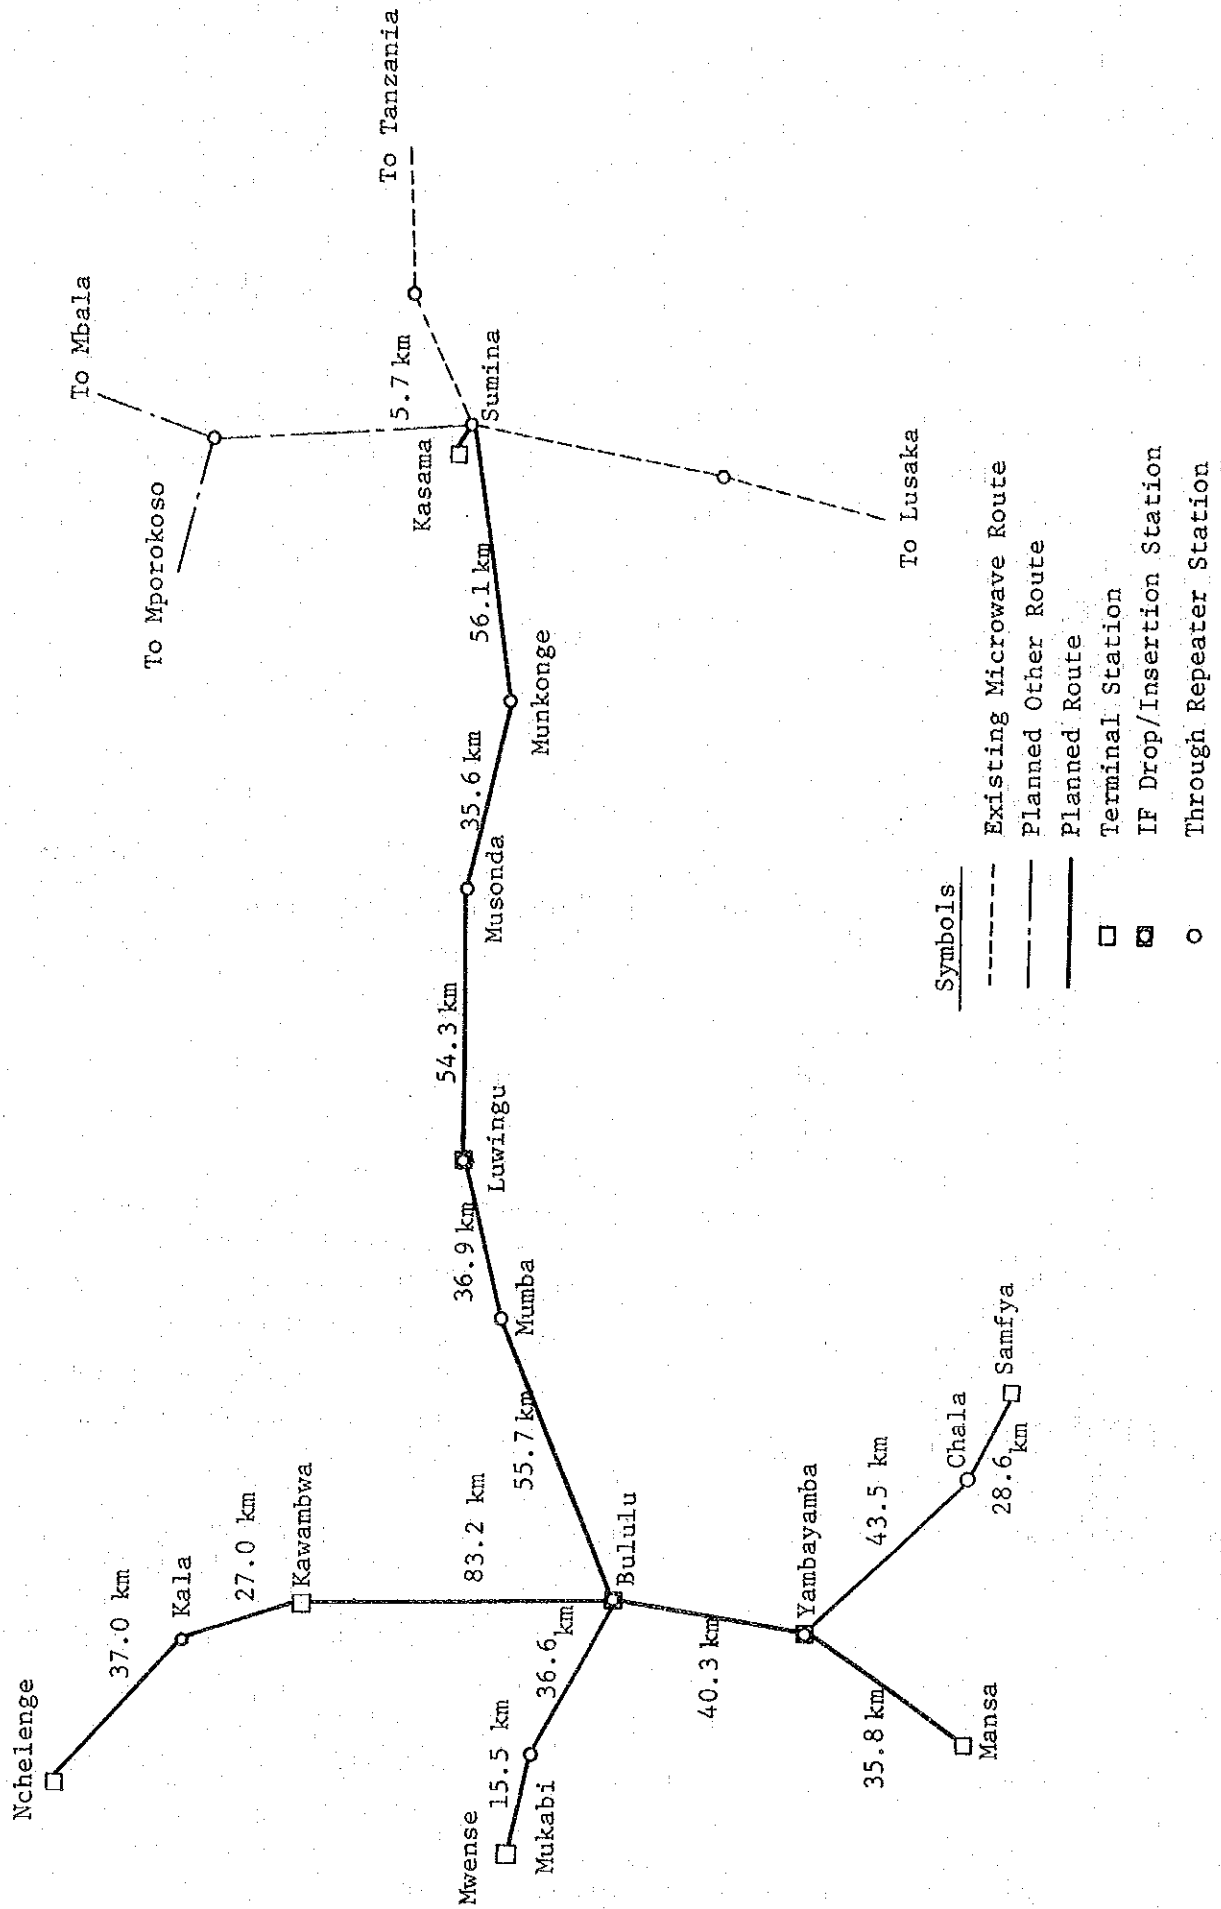 Nchelenge
37.0 km
Kala
27.0 km
Kawambwa
83.2 km
Mwense
15.5 km
Mukabi
36.6 km
Bululu
55.7 km
Mumba
36.9 km
Luwingu
54.3 km
Musonda
35.6 km
Munkonge
56.1 km
Kasama
Sumina
5.7 km
To Mporokoso
To Mbala
To Tanzania
To Lusaka
40.3 km
Yambayamba
35.8 km
Mansa
43.5 km
Chala
28.6 km
Samfya
Symbols
Existing Microwave Route
Planned Other Route
Planned Route
Terminal Station
IF Drop/Insertion Station
Through Repeater Station